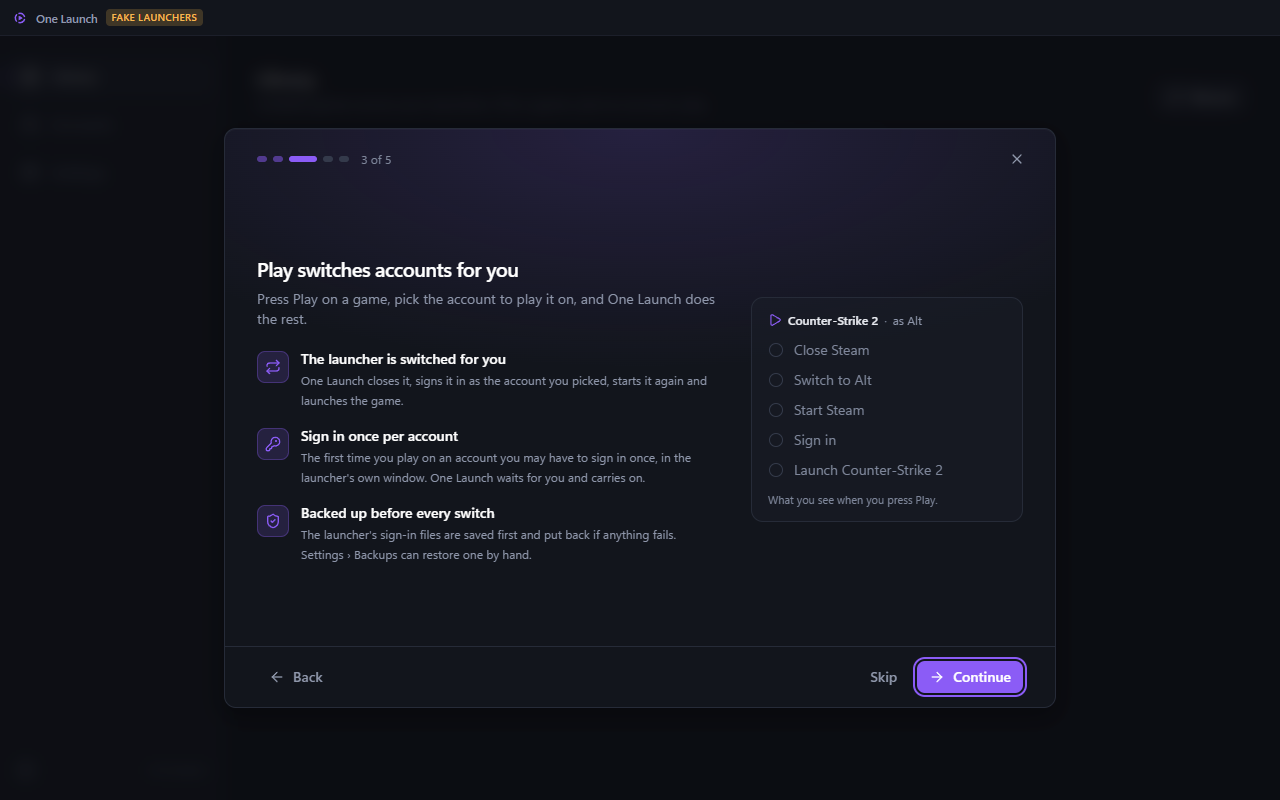 One Launch FAKE LAUNCHERS
3 of 5
Play switches accounts for you
Press Play on a game, pick the account to play it on, and One Launch does
the rest.
The launcher is switched for you
One Launch closes it, signs it in as the account you picked, starts it again and
launches the game.
Sign in once per account
The first time you play on an account you may have to sign in once, in the
launcher's own window. One Launch waits for you and carries on.
Backed up before every switch
The launcher's sign-in files are saved first and put back if anything fails.
Settings › Backups can restore one by hand.
Counter-Strike 2 · as Alt
Close Steam
Switch to Alt
Start Steam
Sign in
Launch Counter-Strike 2
What you see when you press Play.
Back
Skip
Continue